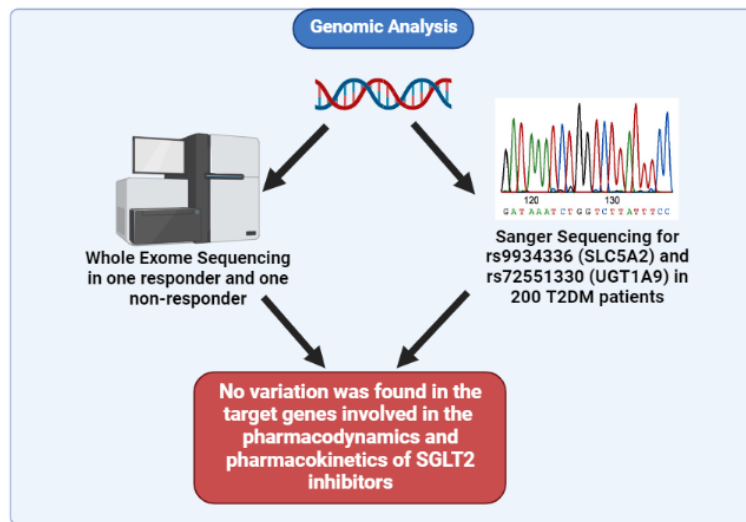 Genomic Analysis
120 130
GATAAATCTGGTCTTATTTCC
Whole Exome Sequencing
in one responder and one
non-responder
Sanger Sequencing for
rs9934336 (SLC5A2) and
rs72551330 (UGT1A9) in
200 T2DM patients
No variation was found in the
target genes involved in the
pharmacodynamics and
pharmacokinetics of SGLT2
inhibitors